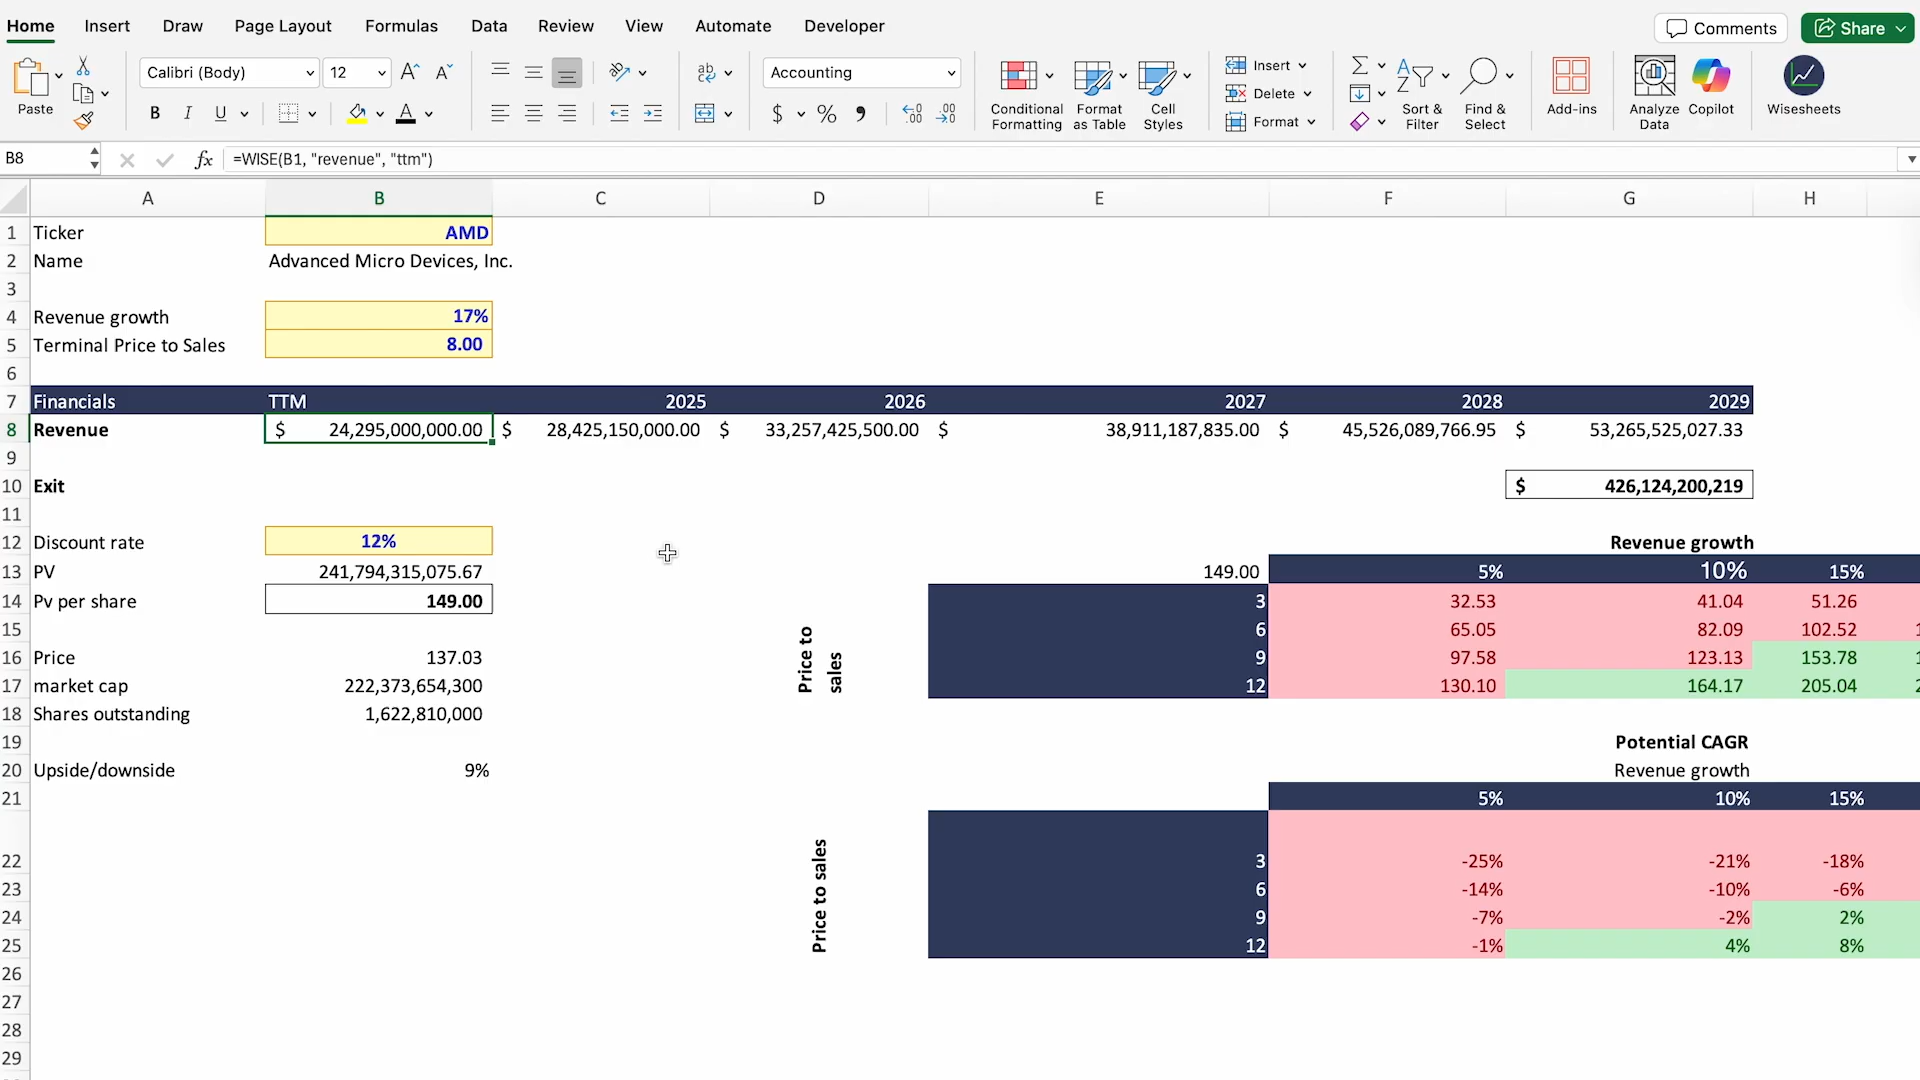 Home Insert Draw Page Layout Formulas Data Review View Automate Developer Comments Share
Calibri (Body) 12 Accounting Insert
Paste Delete
B I U A $ % Conditional Formatting Format as Table Cell Styles Format Sort & Filter Find & Select Add-ins Analyze Data Copilot Wisesheets
B8 fx =WISE(B1, "revenue", "ttm")
A B C D E F G H
1 Ticker AMD
2 Name Advanced Micro Devices, Inc.
3
4 Revenue growth 17%
5 Terminal Price to Sales 8.00
6
7 Financials TTM 2025 2026 2027 2028 2029
8 Revenue $ 24,295,000,000.00 $ 28,425,150,000.00 $ 33,257,425,500.00 $ 38,911,187,835.00 $ 45,526,089,766.95 $ 53,265,525,027.33
9
10 Exit $ 426,124,200,219
11
12 Discount rate 12% Revenue growth
13 PV 241,794,315,075.67 149.00 5% 10% 15%
14 Pv per share 149.00 3 32.53 41.04 51.26
15 Price to sales 6 65.05 82.09 102.52
16 Price 137.03 9 97.58 123.13 153.78
17 market cap 222,373,654,300 12 130.10 164.17 205.04
18 Shares outstanding 1,622,810,000
19 Potential CAGR
20 Upside/downside 9% Revenue growth
21 5% 10% 15%
22 Price to sales 3 -25% -21% -18%
23 6 -14% -10% -6%
24 9 -7% -2% 2%
25 12 -1% 4% 8%
26
27
28
29